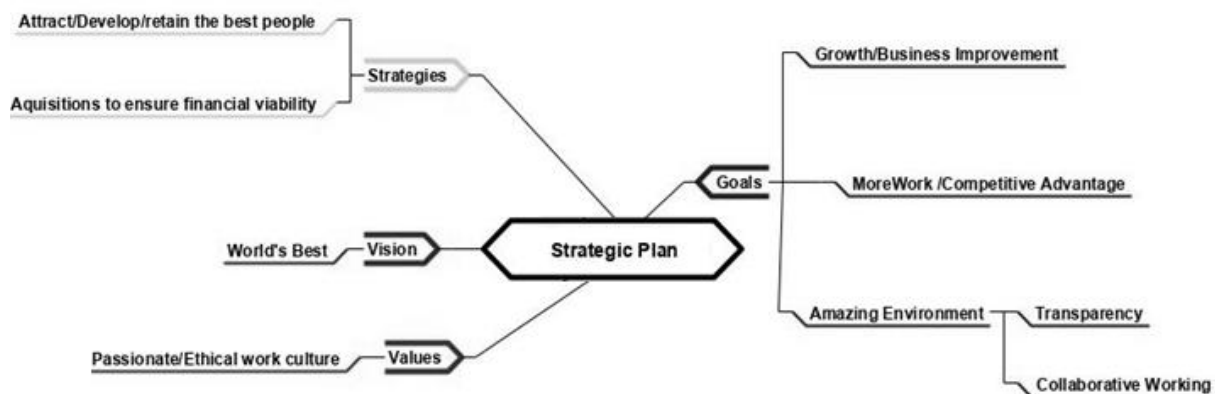 Attract/Develop/retain the best people
Strategies
Aquisitions to ensure financial viability
Growth/Business Improvement
Goals
MoreWork /Competitive Advantage
Strategic Plan
World's Best
Vision
Amazing Environment
Transparency
Passionate/Ethical work culture
Values
Collaborative Working